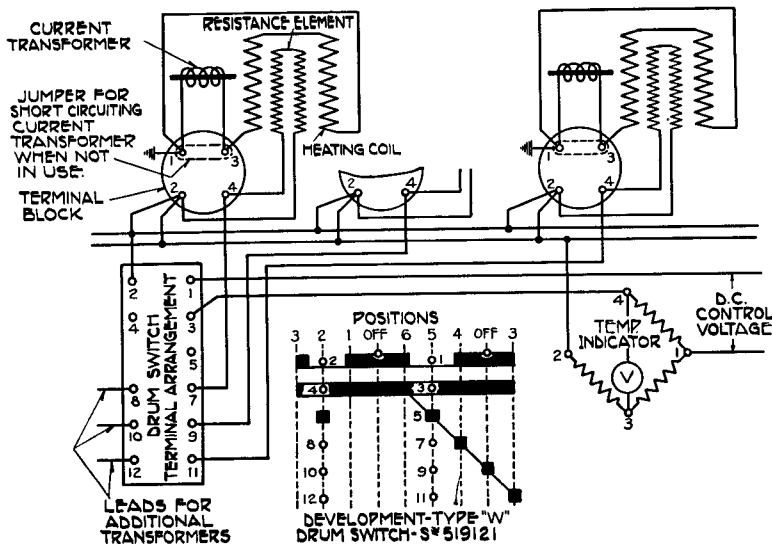 CURRENT
TRANSFORMER
RESISTANCE ELEMENT
JUMPER FOR
SHORT CIRCUITING
CURRENT
TRANSFORMER
WHEN NOT
IN USE.
TERMINAL
BLOCK
HEATING COIL
1 3
2 4
2 4
1 3
2 4
DRUM SWITCH
TERMINAL ARRANGEMENT
2 1
4 3
5
8 7
10 9
12 11
LEADS FOR
ADDITIONAL
TRANSFORMERS
POSITIONS
3 2 1 OFF 6 5 4 OFF 3
2 1
4 3
5
8 7
10 9
12 11
DEVELOPMENT-TYPE "W"
DRUM SWITCH-S# 519121
D.C.
CONTROL
VOLTAGE
4
TEMP.
INDICATOR
2 1
V
3